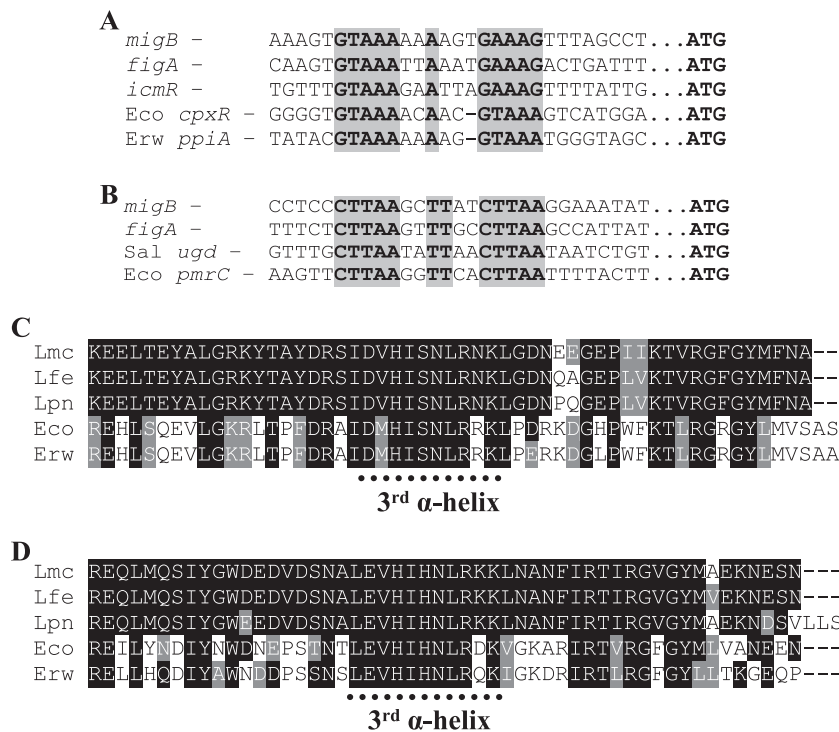 A
migB – AAAGTGTAAAAAAAGTGAAAGTTTAGCCT...ATG
figA – CAAGTGTAAATTAAATGAAAGACTGATTT...ATG
icmR – TGTTTGTAAAGAATTAGAAAGTTTTATTG...ATG
Eco cpxR – GGGGTGTAAAACAAC-GTAAAGTCATGGA...ATG
Erw ppiA – TATACGTAAAAAAAG-GTAAATGGGTAGC...ATG
B
migB – CCTCCCTTAAGCTTATCTTAAGGAAATAT...ATG
figA – TTTCTCTTAAGTTTGCCTTAAGCCATTAT...ATG
Sal ugd – GTTTGCTTAATATTAACTTAATAATCTGT...ATG
Eco pmrC – AAGTTCTTAAGGTTCACTTAATTTTACTT...ATG
C
Lmc KEELTEYALGRKYTAYDRSIDVHISNLRNKLGDNEEGEPIIKTVRGFGYMFNA--
Lfe KEELTEYALGRKYTAYDRSIDVHISNLRNKLGDNQAGEPLVKTVRGFGYMFNA--
Lpn KEELTEYALGRKYTAYDRSIDVHISNLRNKLGDNPQGEPLVKTVRGFGYMFNA--
Eco REHLSQEVLGKRLTPFDRAIDMHISNLRRKLPDRKDGHPWFKTLRGRGYLMVSAS
Erw REHLSQEVLGKRLTPFDRAIDMHISNLRRKLPERKDGLPWFKTLRGRGYLMVSAA
3rd α-helix
D
Lmc REQLMQSIYGWDEDVDSNALEVHIHNLRKKLNANFIRTIRGVGYMAEKNESN---
Lfe REQLMQSIYGWDEDVDSNALEVHIHNLRKKLNANFIRTIRGVGYMVEKNESN---
Lpn REQLMQSIYGWEEDVDSNALEVHIHNLRKKLNANFIRTIRGVGYMAEKNDSVLLS
Eco REILYNDIYNWDNEPSTNTLEVHIHNLRDKVGKARIRTVRGFGYMLVANEEN---
Erw RELLHQDIYAWNDDPSSNSLEVHIHNLRQKIGKDRIRTLRGFGYLLTKGEQP---
3rd α-helix